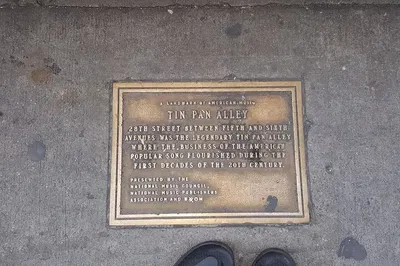 A LANDMARK OF AMERICAN MUSIC
TIN PAN ALLEY
28TH STREET BETWEEN FIFTH AND SIXTH
AVENUES WAS THE LEGENDARY TIN PAN ALLEY
WHERE THE BUSINESS OF THE AMERICAN
POPULAR SONG FLOURISHED DURING THE
FIRST DECADES OF THE 20TH CENTURY.
PRESENTED BY THE
NATIONAL MUSIC COUNCIL,
NATIONAL MUSIC PUBLISHERS
ASSOCIATION AND